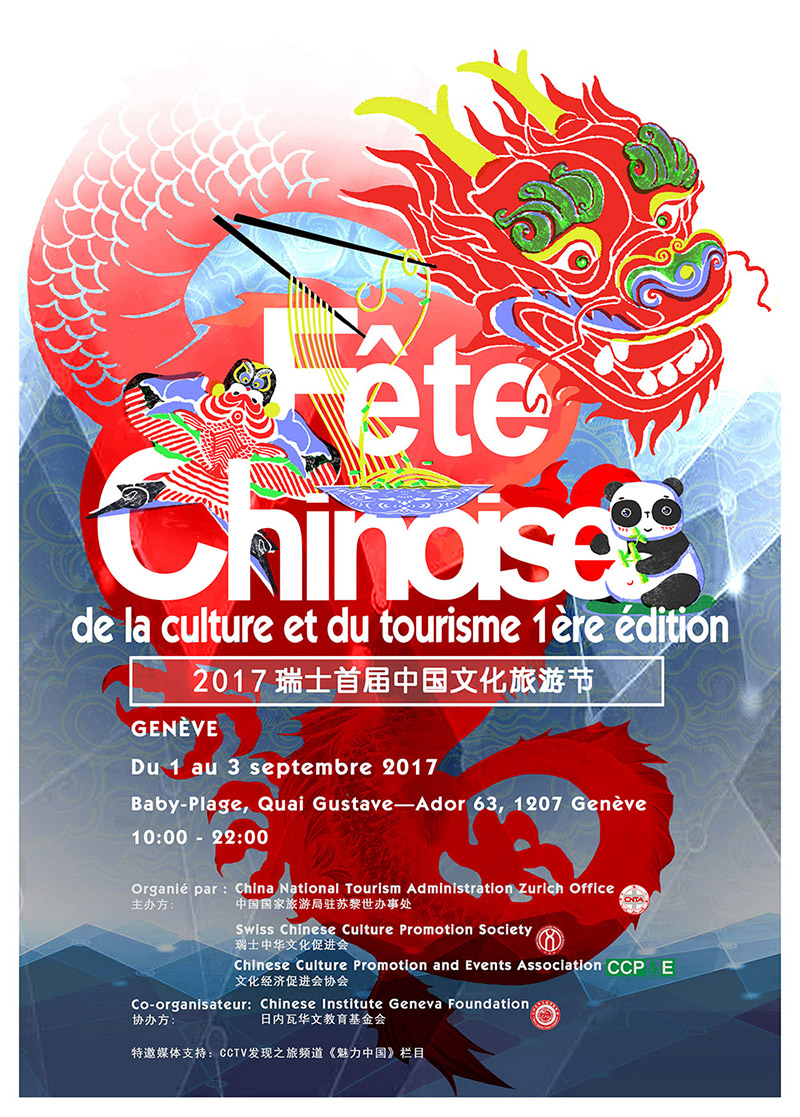 Fête
Chinoise
de la culture et du tourisme 1ère édition
2017 瑞士首届中国文化旅游节
GENÈVE
Du 1 au 3 septembre 2017
Baby-Plage, Quai Gustave—Ador 63, 1207 Genève
10:00 - 22:00
Organié par : China National Tourism Administration Zurich Office CNTA
主办方: 中国国家旅游局驻苏黎世办事处
Swiss Chinese Culture Promotion Society
瑞士中华文化促进会
Chinese Culture Promotion and Events Association CCP&E
文化经济促进会协会
Co-organisateur: Chinese Institute Geneva Foundation
协办方: 日内瓦华文教育基金会
特邀媒体支持: CCTV发现之旅频道《魅力中国》栏目